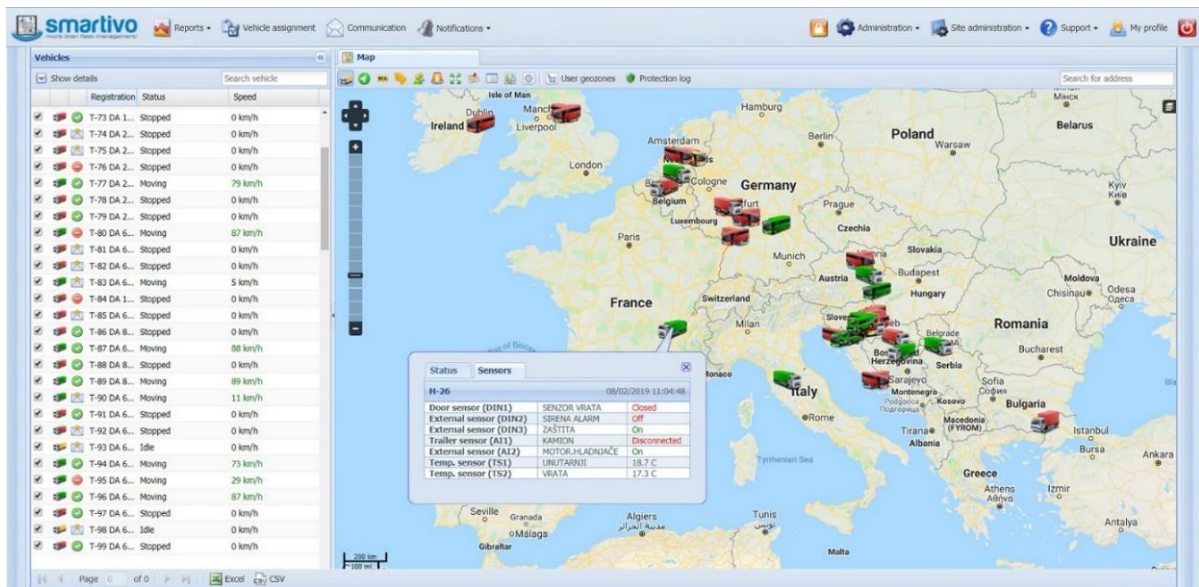 smartivo
more than fleet management!
Reports
Vehicle assignment
Communication
Notifications
Administration
Site administration
Support
My profile
Vehicles
Show details
Search vehicle
Registration Status Speed
T-73 DA 1... Stopped 0 km/h
T-74 DA 2... Stopped 0 km/h
T-75 DA 2... Stopped 0 km/h
T-76 DA 2... Stopped 0 km/h
T-77 DA 2... Moving 79 km/h
T-78 DA 2... Stopped 0 km/h
T-79 DA 2... Stopped 0 km/h
T-80 DA 6... Moving 87 km/h
T-81 DA 6... Stopped 0 km/h
T-82 DA 6... Stopped 0 km/h
T-83 DA 6... Moving 5 km/h
T-84 DA 1... Stopped 0 km/h
T-85 DA 6... Stopped 0 km/h
T-86 DA 8... Stopped 0 km/h
T-87 DA 6... Moving 88 km/h
T-88 DA 8... Stopped 0 km/h
T-89 DA 8... Moving 89 km/h
T-90 DA 6... Moving 11 km/h
T-91 DA 6... Stopped 0 km/h
T-92 DA 6... Stopped 0 km/h
T-93 DA 6... Idle 0 km/h
T-94 DA 6... Moving 73 km/h
T-95 DA 6... Moving 29 km/h
T-96 DA 6... Moving 87 km/h
T-97 DA 6... Stopped 0 km/h
T-98 DA 6... Idle 0 km/h
T-99 DA 6... Stopped 0 km/h
Page 0 of 0
Excel
CSV
Map
User geozones
Protection log
Search for address
Isle of Man
Dublin
Ireland
Liverpool
London
Amsterdam
Hamburg
Berlin
Poland
Warsaw
Мінск
Belarus
Belgium
Cologne
Germany
Luxembourg
Prague
Czechia
Kyiv
Київ
Ukraine
Paris
Munich
Slovakia
Austria
Budapest
Hungary
Moldova
Chisinau
Odesa
Одеса
France
Switzerland
Milan
Romania
Belgrade
Bucharest
Herzegovina
Serbia
Sarajevo
Montenegro
Podgorica
Подгорица
Kosovo
Sofia
София
Bulgaria
Italy
Rome
Macedonia
(FYROM)
Tirana
Albania
Istanbul
Bursa
Ankara
Tyrrhenian Sea
Greece
Athens
Αθήνα
Izmir
Antalya
Seville
Granada
Málaga
Gibraltar
Algiers
مدينة الجزائر
Tunis
تونس
Malta
200 km
100 mi
Status
Sensors
H-26 08/02/2019 11:04:48
Door sensor (DIN1) SENZOR VRATA Closed
External sensor (DIN2) SIRENA ALARM Off
External sensor (DIN3) ZAŠTITA On
Trailer sensor (AI1) KAMION Disconnected
External sensor (AI2) MOTOR.HLADNJAČE On
Temp. sensor (TS1) UNUTARNJI 18.7 C
Temp. sensor (TS2) VRATA 17.3 C